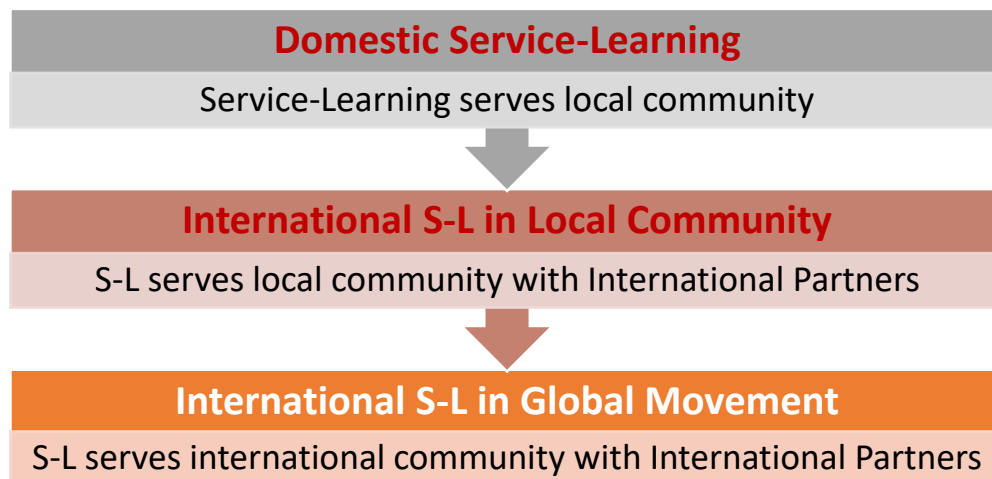 Domestic Service-Learning
Service-Learning serves local community
International S-L in Local Community
S-L serves local community with International Partners
International S-L in Global Movement
S-L serves international community with International Partners